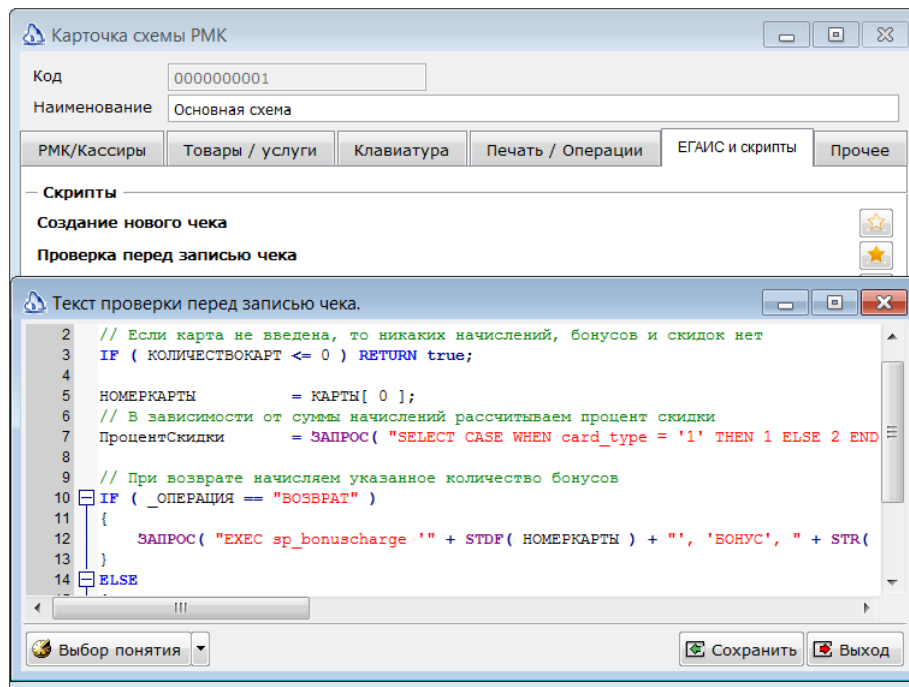 Карточка схемы РМК
Код 0000000001
Наименование Основная схема
РМК/Кассиры Товары / услуги Клавиатура Печать / Операции ЕГАИС и скрипты Прочее
Скрипты
Создание нового чека
Проверка перед записью чека
Текст проверки перед записью чека.
2 // Если карта не введена, то никаких начислений, бонусов и скидок нет
3 IF ( КОЛИЧЕСТВОКАРТ <= 0 ) RETURN true;
4
5 НОМЕРКАРТЫ = КАРТЫ[ 0 ];
6 // В зависимости от суммы начислений рассчитываем процент скидки
7 ПроцентСкидки = ЗАПРОС( "SELECT CASE WHEN card_type = '1' THEN 1 ELSE 2 END
8
9 // При возврате начисляем указанное количество бонусов
10 IF ( _ОПЕРАЦИЯ == "ВОЗВРАТ" )
11 {
12 ЗАПРОС( "EXEC sp_bonuscharge '" + STDF( НОМЕРКАРТЫ ) + "', 'БОНУС', " + STR(
13 }
14 ELSE
Выбор понятия Сохранить Выход